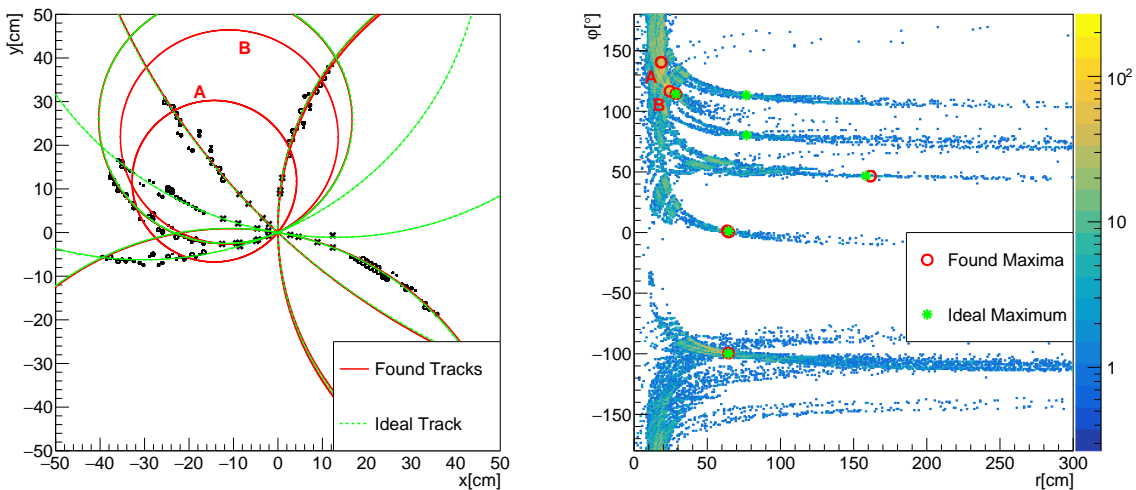 y[cm]
50
40
30
20
10
0
−10
−20
−30
−40
−50
−50 −40 −30 −20 −10 0 10 20 30 40 50
x[cm]
B
A
Found Tracks
Ideal Track
φ[°]
150
100
50
0
−50
−100
−150
0 50 100 150 200 250 300
r[cm]
A
B
Found Maxima
Ideal Maximum
10²
10
1